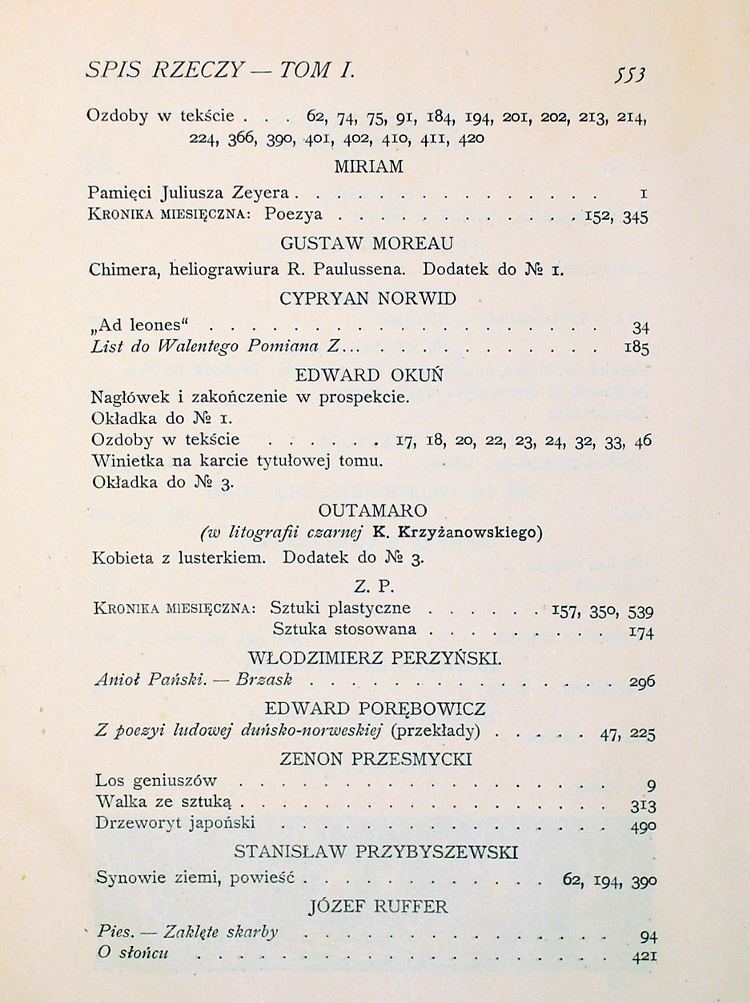 SPIS RZECZY — TOM I. 553
Ozdoby w tekście . . . 62, 74, 75, 91, 184, 194, 201, 202, 213, 214,
224, 366, 390, 401, 402, 410, 411, 420
MIRIAM
Pamięci Juliusza Zeyera . . . . . . . . . . . . . . 1
KRONIKA MIESIĘCZNA: Poezya . . . . . . . . . . . 152, 345
GUSTAW MOREAU
Chimera, heliograwiura R. Paulussena. Dodatek do № 1.
CYPRYAN NORWID
„Ad leones“ . . . . . . . . . . . . . . . . . . 34
List do Walentego Pomiana Z... . . . . . . . . . . . 185
EDWARD OKUŃ
Nagłówek i zakończenie w prospekcie.
Okładka do № 1.
Ozdoby w tekście . . . . . . 17, 18, 20, 22, 23, 24, 32, 33, 46
Winietka na karcie tytułowej tomu.
Okładka do № 3.
OUTAMARO
(w litografii czarnej K. Krzyżanowskiego)
Kobieta z lusterkiem. Dodatek do № 3.
Z. P.
KRONIKA MIESIĘCZNA: Sztuki plastyczne . . . . . . 157, 350, 539
Sztuka stosowana . . . . . . . . 174
WŁODZIMIERZ PERZYŃSKI.
Anioł Pański. — Brzask . . . . . . . . . . . . . . 296
EDWARD PORĘBOWICZ
Z poezyi ludowej duńsko-norweskiej (przekłady) . . . . . 47, 225
ZENON PRZESMYCKI
Los geniuszów . . . . . . . . . . . . . . . . . 9
Walka ze sztuką . . . . . . . . . . . . . . . . . 313
Drzeworyt japoński . . . . . . . . . . . . . . . 490
STANISŁAW PRZYBYSZEWSKI
Synowie ziemi, powieść . . . . . . . . . . . 62, 194, 390
JÓZEF RUFFER
Pies. — Zaklęte skarby . . . . . . . . . . . . . . 94
O słońcu . . . . . . . . . . . . . . . . . . . 421